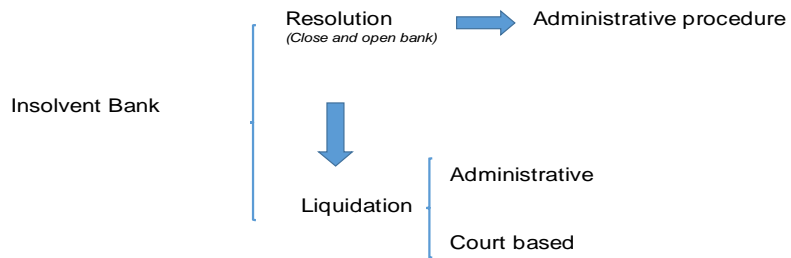 Resolution
(Close and open bank)
Administrative procedure
Insolvent Bank
Administrative
Liquidation
Court based